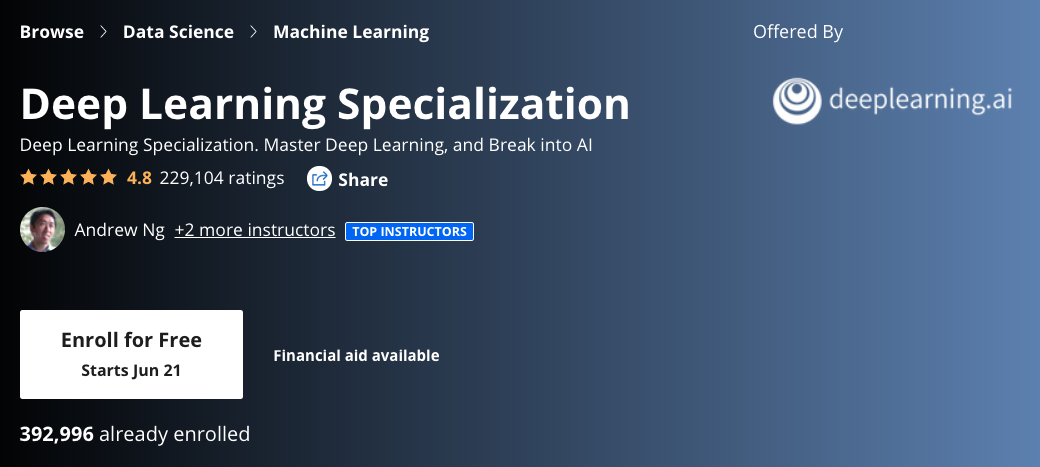 Browse > Data Science > Machine Learning
Offered By
deeplearning.ai
Deep Learning Specialization
Deep Learning Specialization. Master Deep Learning, and Break into AI
4.8 229,104 ratings Share
Andrew Ng +2 more instructors TOP INSTRUCTORS
Enroll for Free
Starts Jun 21
Financial aid available
392,996 already enrolled